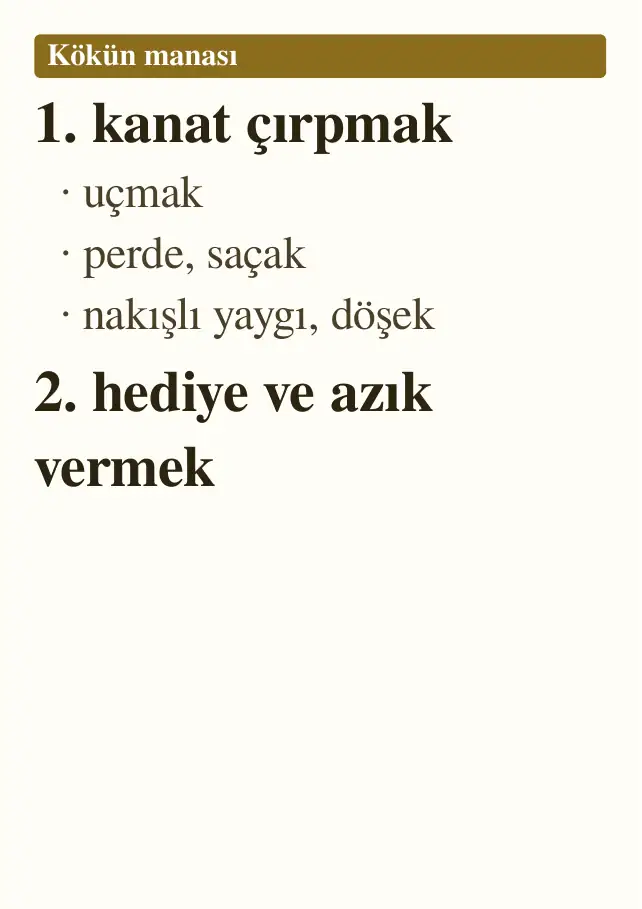 Kökün manası
1. kanat çırpmak
· uçmak
· perde, saçak
· nakışlı yaygı, döşek
2. hediye ve azık
vermek